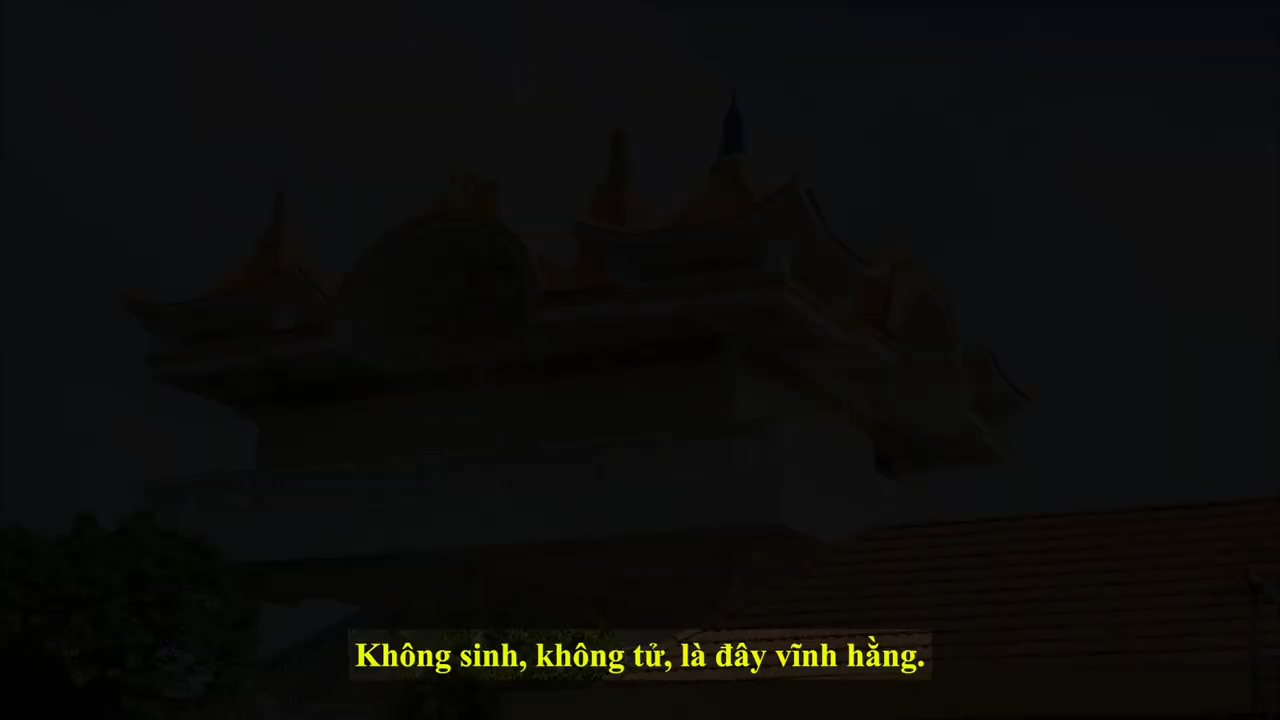 Không sinh, không tử, là đây vĩnh hằng.